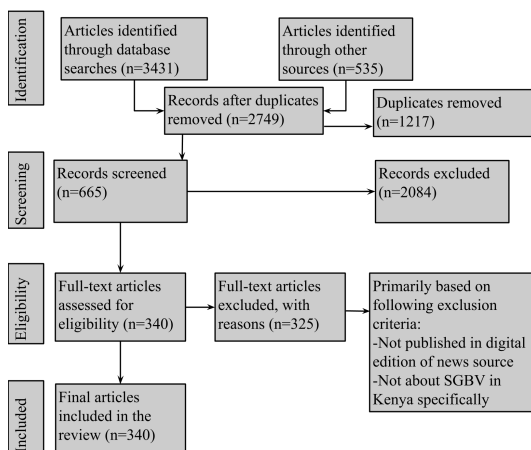 Identification
Articles identified
through database
searches (n=3431)
Articles identified
through other
sources (n=535)
Records after duplicates
removed (n=2749)
Duplicates removed
(n=1217)
Screening
Records screened
(n=665)
Records excluded
(n=2084)
Eligibility
Full-text articles
assessed for
eligibility (n=340)
Full-text articles
excluded, with
reasons (n=325)
Primarily based on
following exclusion
criteria:
-Not published in digital
edition of news source
-Not about SGBV in
Kenya specifically
Included
Final articles
included in the
review (n=340)